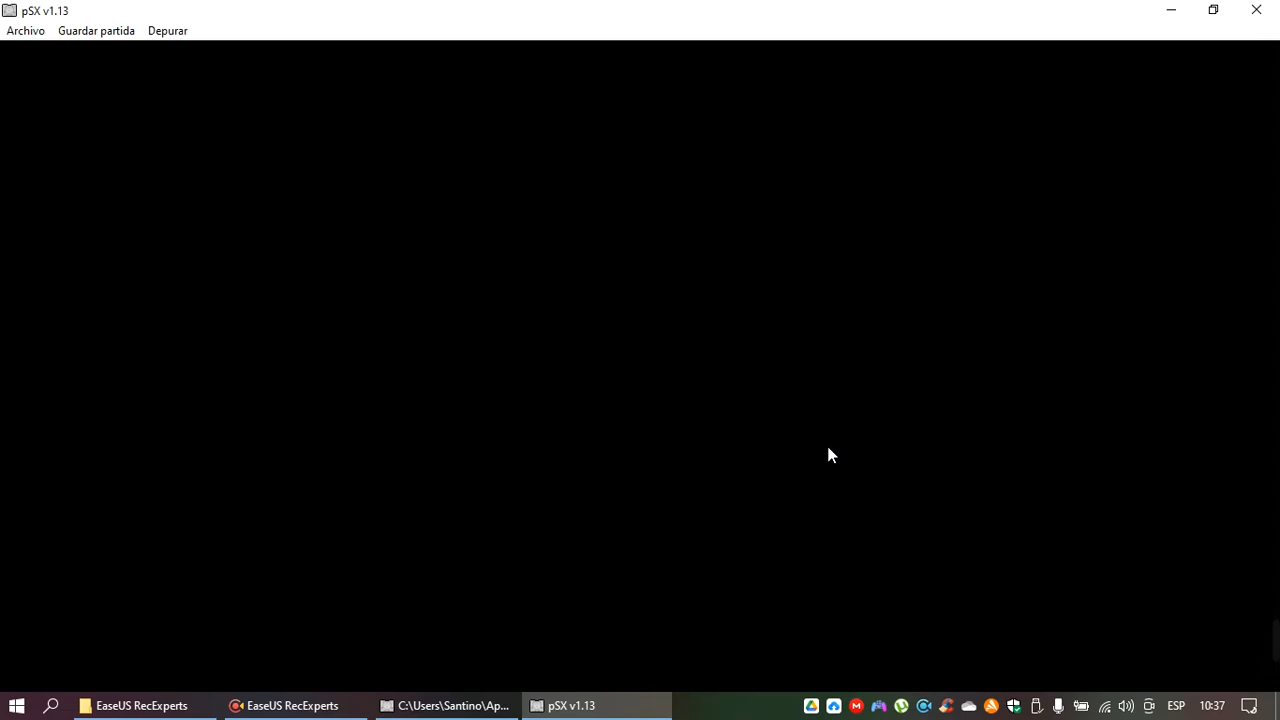 pSX v1.13
Archivo Guardar partida Depurar
EaseUS RecExperts EaseUS RecExperts C:\Users\Santino\Ap... pSX v1.13 ESP 10:37